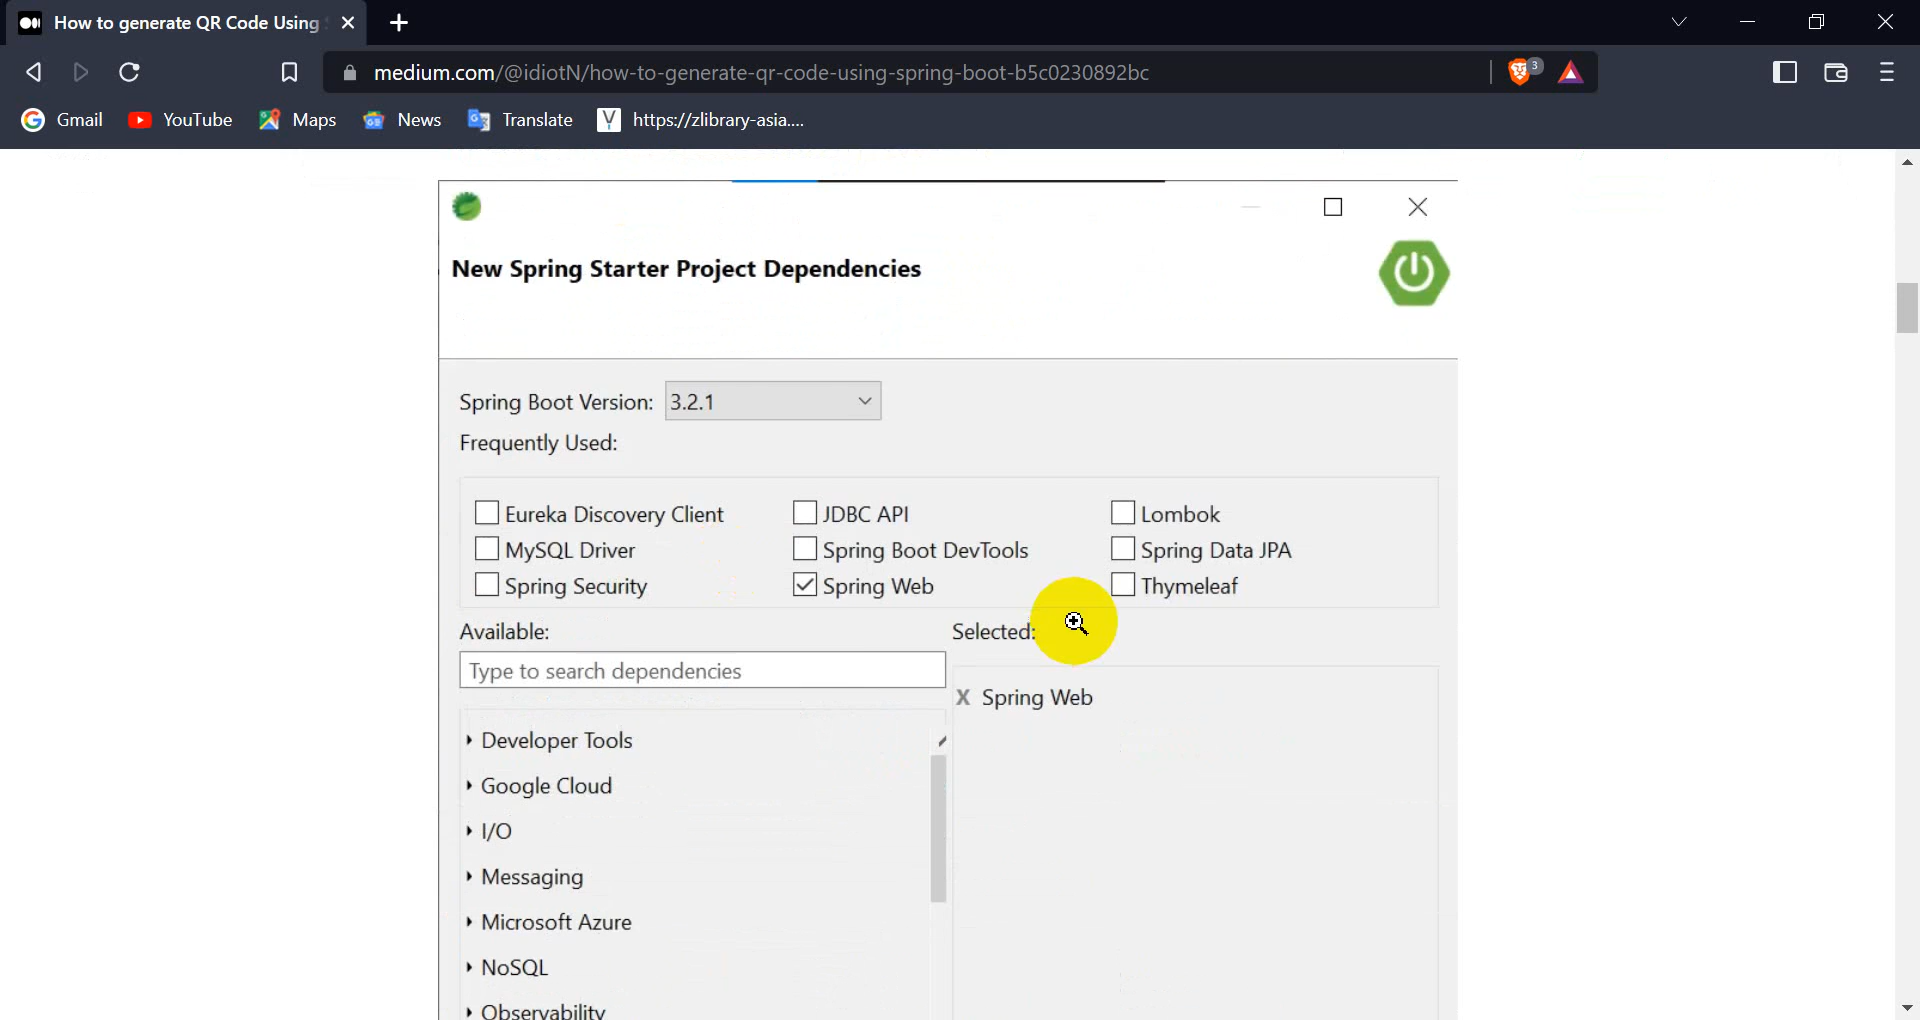 How to generate QR Code Using
medium.com/@idiotN/how-to-generate-qr-code-using-spring-boot-b5c0230892bc
3
Gmail YouTube Maps News Translate https://zlibrary-asia....
New Spring Starter Project Dependencies
Spring Boot Version: 3.2.1
Frequently Used:
Eureka Discovery Client JDBC API Lombok
MySQL Driver Spring Boot DevTools Spring Data JPA
Spring Security Spring Web Thymeleaf
Available: Selected:
Type to search dependencies
X Spring Web
Developer Tools
Google Cloud
I/O
Messaging
Microsoft Azure
NoSQL
Observability